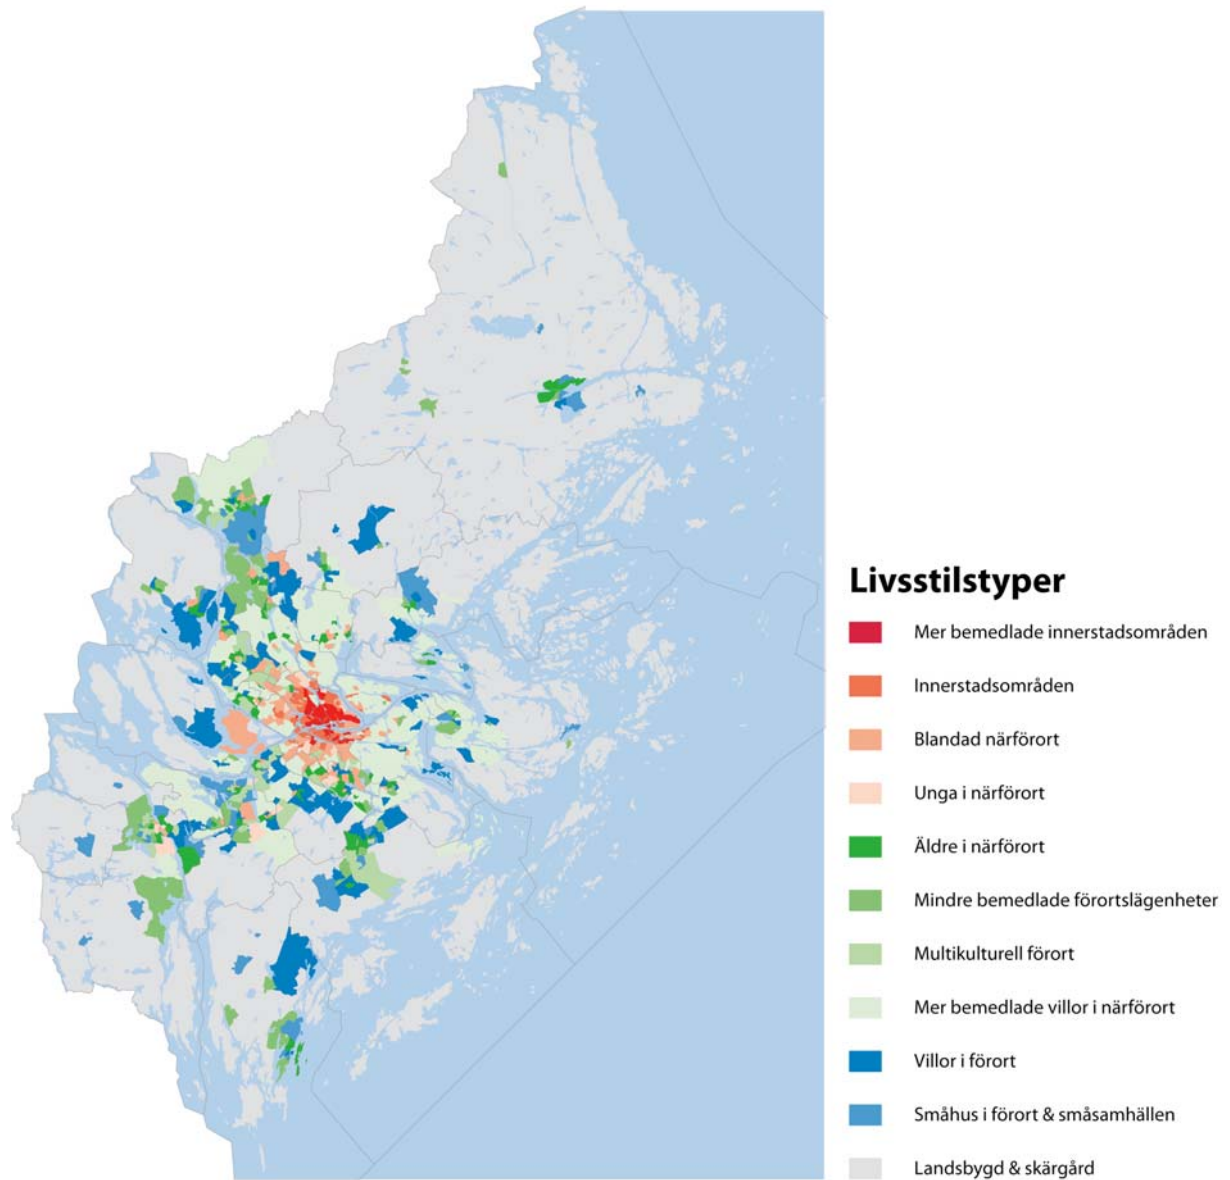 Livsstilstyper
Mer bemedlade innerstadsområden
Innerstadsområden
Blandad närförort
Unga i närförort
Äldre i närförort
Mindre bemedlade förortslägenheter
Multikulturell förort
Mer bemedlade villor i närförort
Villor i förort
Småhus i förort & småsamhällen
Landsbygd & skärgård